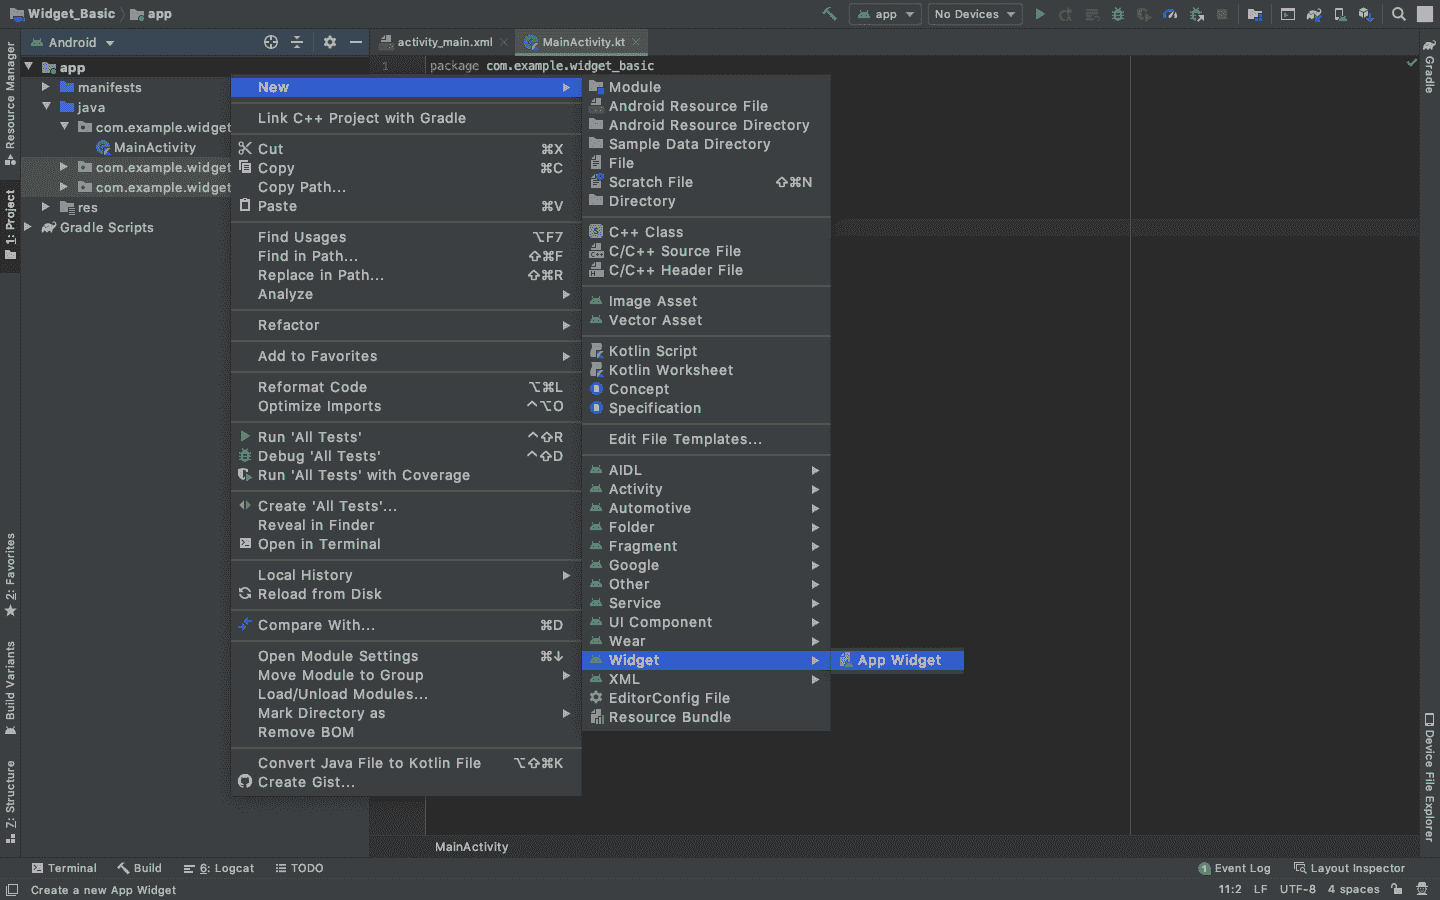 Widget_Basic app
app
No Devices
Android
activity_main.xml
MainActivity.kt
1 package com.example.widget_basic
app
manifests
java
com.example.widget
MainActivity
com.example.widget
com.example.widget
res
Gradle Scripts
Resource Manager
1: Project
2: Favorites
Build Variants
Z: Structure
New
Link C++ Project with Gradle
Cut ⌘X
Copy ⌘C
Copy Path...
Paste ⌘V
Find Usages ⌥F7
Find in Path... ⇧⌘F
Replace in Path... ⇧⌘R
Analyze
Refactor
Add to Favorites
Reformat Code ⌥⌘L
Optimize Imports ^⌥O
Run 'All Tests' ^⇧R
Debug 'All Tests' ^⇧D
Run 'All Tests' with Coverage
Create 'All Tests'...
Reveal in Finder
Open in Terminal
Local History
Reload from Disk
Compare With... ⌘D
Open Module Settings ⌘↓
Move Module to Group
Load/Unload Modules...
Mark Directory as
Remove BOM
Convert Java File to Kotlin File ⌥⇧⌘K
Create Gist...
Module
Android Resource File
Android Resource Directory
Sample Data Directory
File
Scratch File ⇧⌘N
Directory
C++ Class
C/C++ Source File
C/C++ Header File
Image Asset
Vector Asset
Kotlin Script
Kotlin Worksheet
Concept
Specification
Edit File Templates...
AIDL
Activity
Automotive
Folder
Fragment
Google
Other
Service
UI Component
Wear
Widget
XML
EditorConfig File
Resource Bundle
App Widget
Gradle
Device File Explorer
MainActivity
Terminal
Build
6: Logcat
TODO
1 Event Log
Layout Inspector
Create a new App Widget
11:2 LF UTF-8 4 spaces